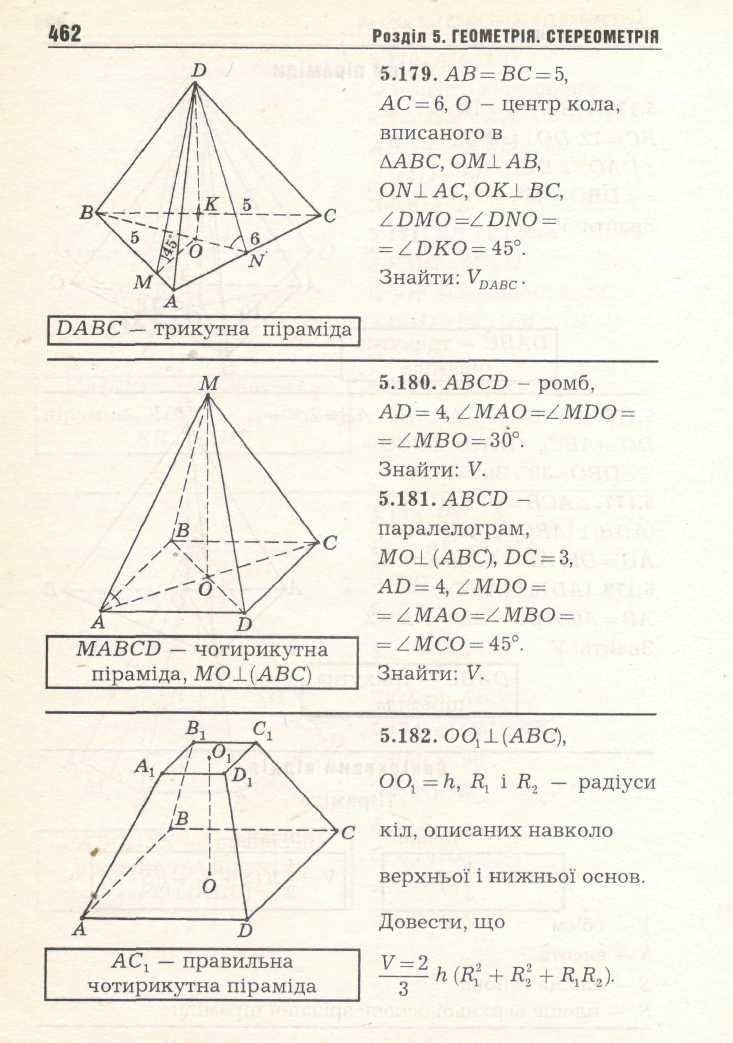 462
Розділ 5. ГЕОМЕТРІЯ. СТЕРЕОМЕТРІЯ
D
B
K
5
C
5
45°
O
6
N
M
A
DABC — трикутна піраміда
5.179. AB = BC = 5,
AC = 6, O — центр кола,
вписаного в
ΔABC, OM⊥AB,
ON⊥AC, OK⊥BC,
∠DMO = ∠DNO =
= ∠DKO = 45°.
Знайти: V_DABC.
M
B
C
O
A
D
MABCD — чотирикутна
піраміда, MO⊥(ABC)
5.180. ABCD — ромб,
AD = 4, ∠MAO = ∠MDO =
= ∠MBO = 30°.
Знайти: V.
5.181. ABCD —
паралелограм,
MO⊥(ABC), DC = 3,
AD = 4, ∠MDO =
= ∠MAO = ∠MBO =
= ∠MCO = 45°.
Знайти: V.
B₁
C₁
O₁
A₁
D₁
B
C
O
A
D
AC₁ — правильна
чотирикутна піраміда
5.182. OO₁⊥(ABC),
OO₁ = h, R₁ і R₂ — радіуси
кіл, описаних навколо
верхньої і нижньої основ.
Довести, що
V = 2/3 h (R₁² + R₂² + R₁R₂).